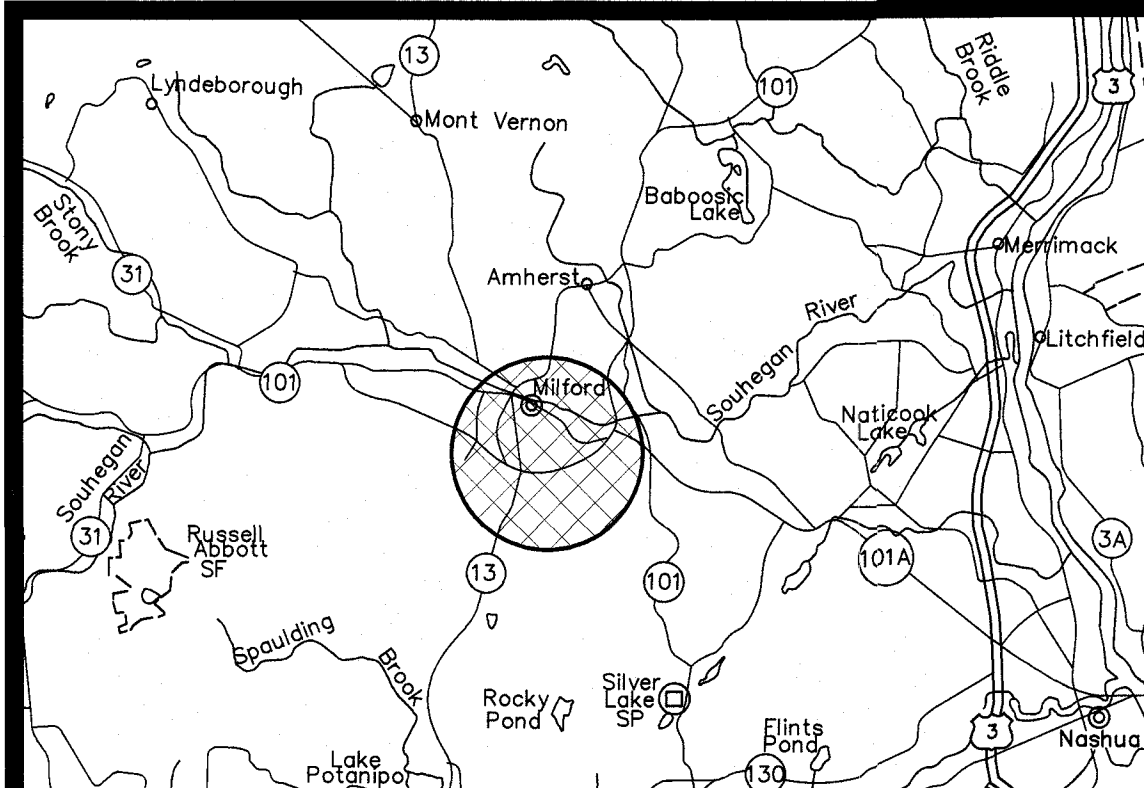 13
Riddle
Brook
3
Lyndeborough
101
Mont Vernon
Baboosic
Lake
Stony
Brook
Merrimack
31
Amherst
River
Litchfield
101
Milford
Souhegan
Naticook
Lake
Souhegan
River
31
Russell
Abbott
SF
3A
101A
13
101
Spaulding
Brook
Silver
Lake
SP
Rocky
Pond
Flints
Pond
3
Nashua
Lake
Potanipo
130